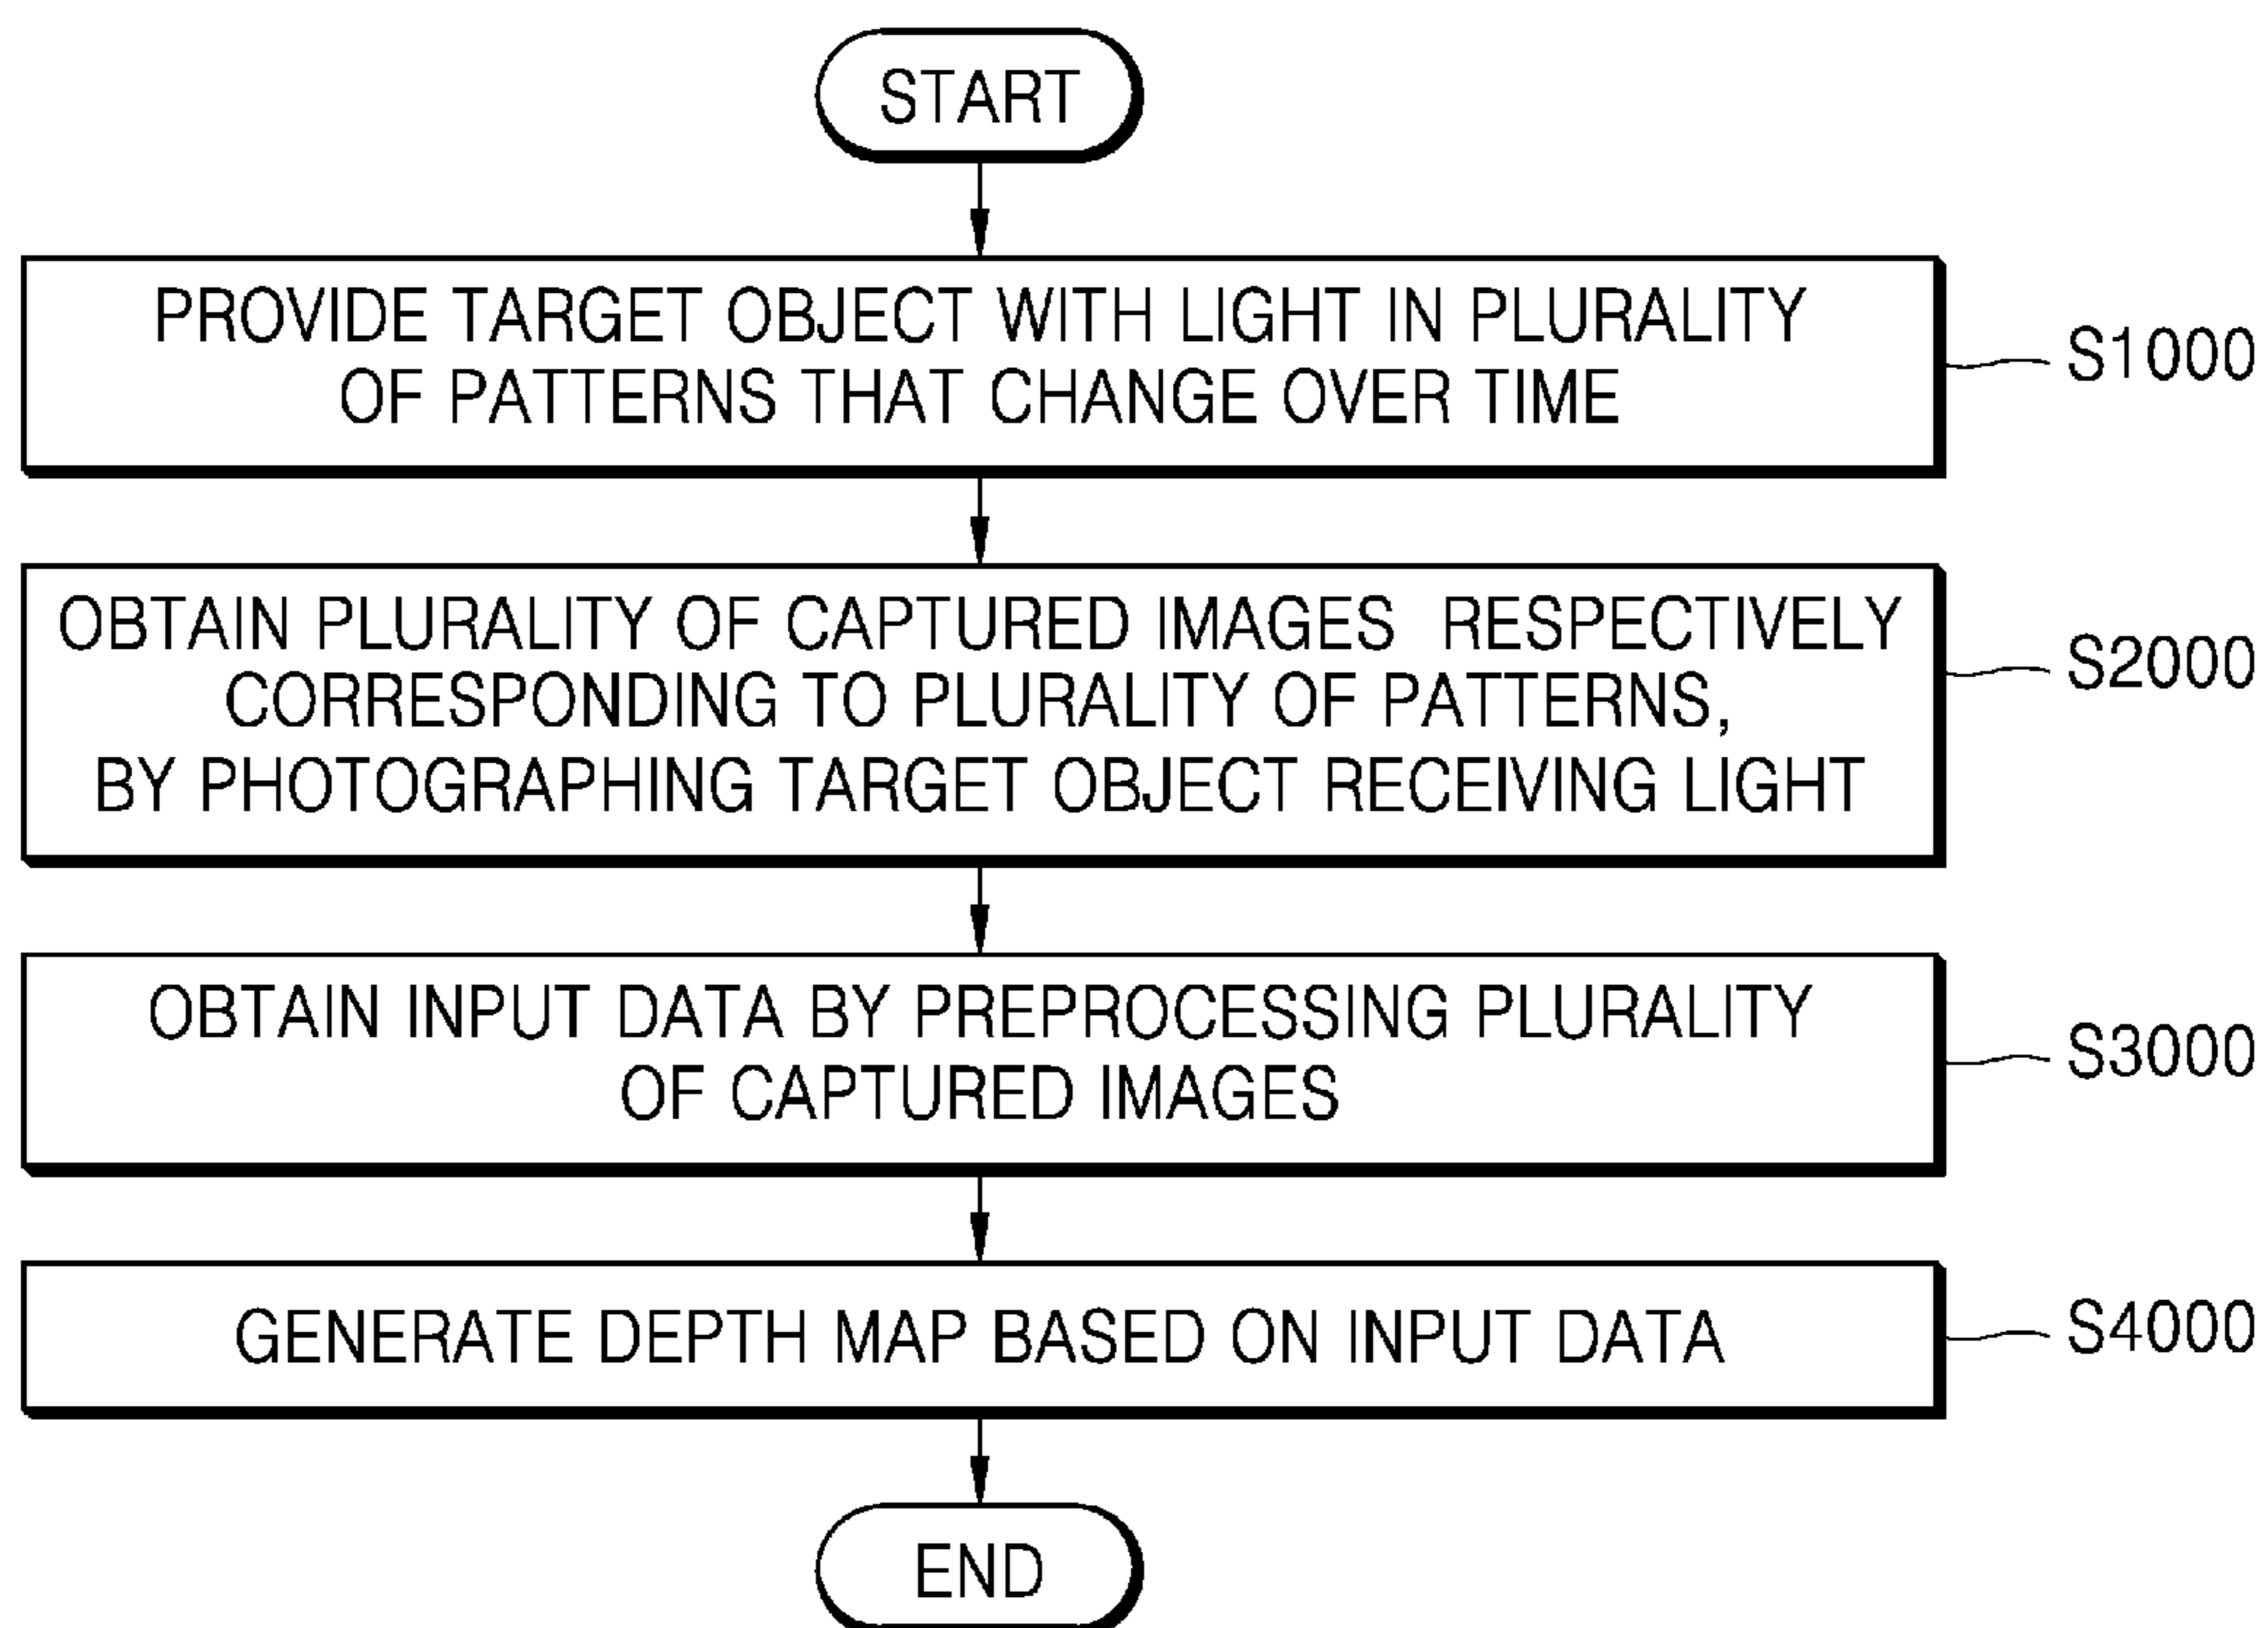 START
PROVIDE TARGET OBJECT WITH LIGHT IN PLURALITY
OF PATTERNS THAT CHANGE OVER TIME
S1000
OBTAIN PLURALITY OF CAPTURED IMAGES RESPECTIVELY
CORRESPONDING TO PLURALITY OF PATTERNS,
BY PHOTOGRAPHING TARGET OBJECT RECEIVING LIGHT
S2000
OBTAIN INPUT DATA BY PREPROCESSING PLURALITY
OF CAPTURED IMAGES
S3000
GENERATE DEPTH MAP BASED ON INPUT DATA
S4000
END